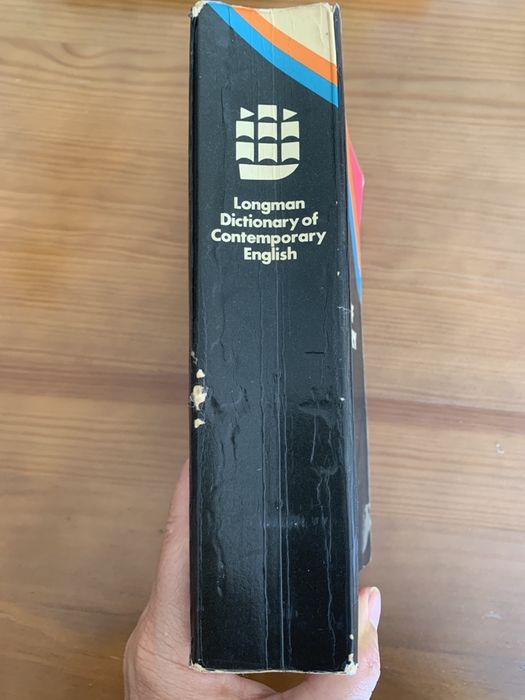 Longman
Dictionary of
Contemporary
English